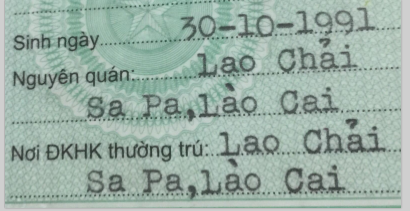 Sinh ngày 30-10-1991
Nguyên quán: Lao Chải
Sa Pa,Lào Cai
Nơi ĐKHK thường trú: Lao Chải
Sa Pa,Lào Cai